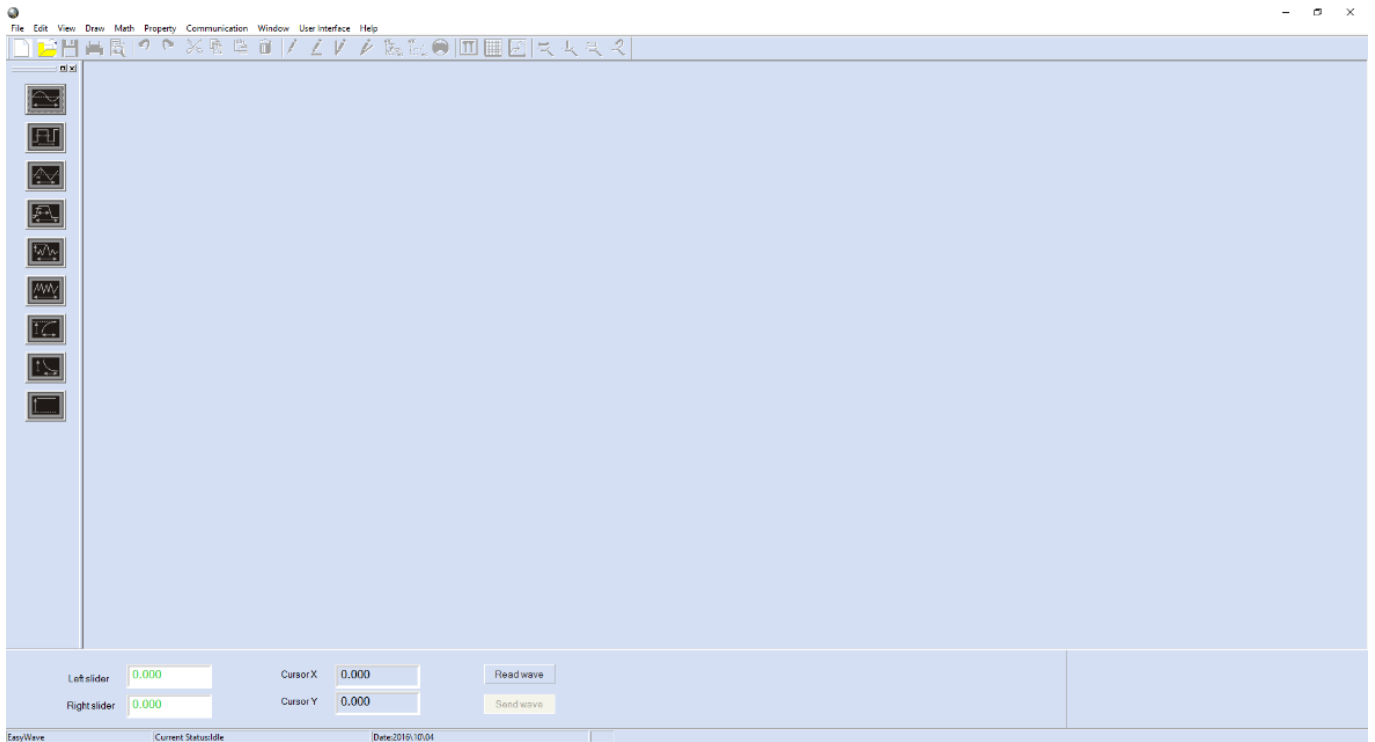 File Edit View Draw Math Property Communication Window User Interface Help
Left slider 0.000 Cursor X 0.000 Read wave
Right slider 0.000 Cursor Y 0.000 Send wave
EasyWave Current Status:Idle Date:2016\10\04